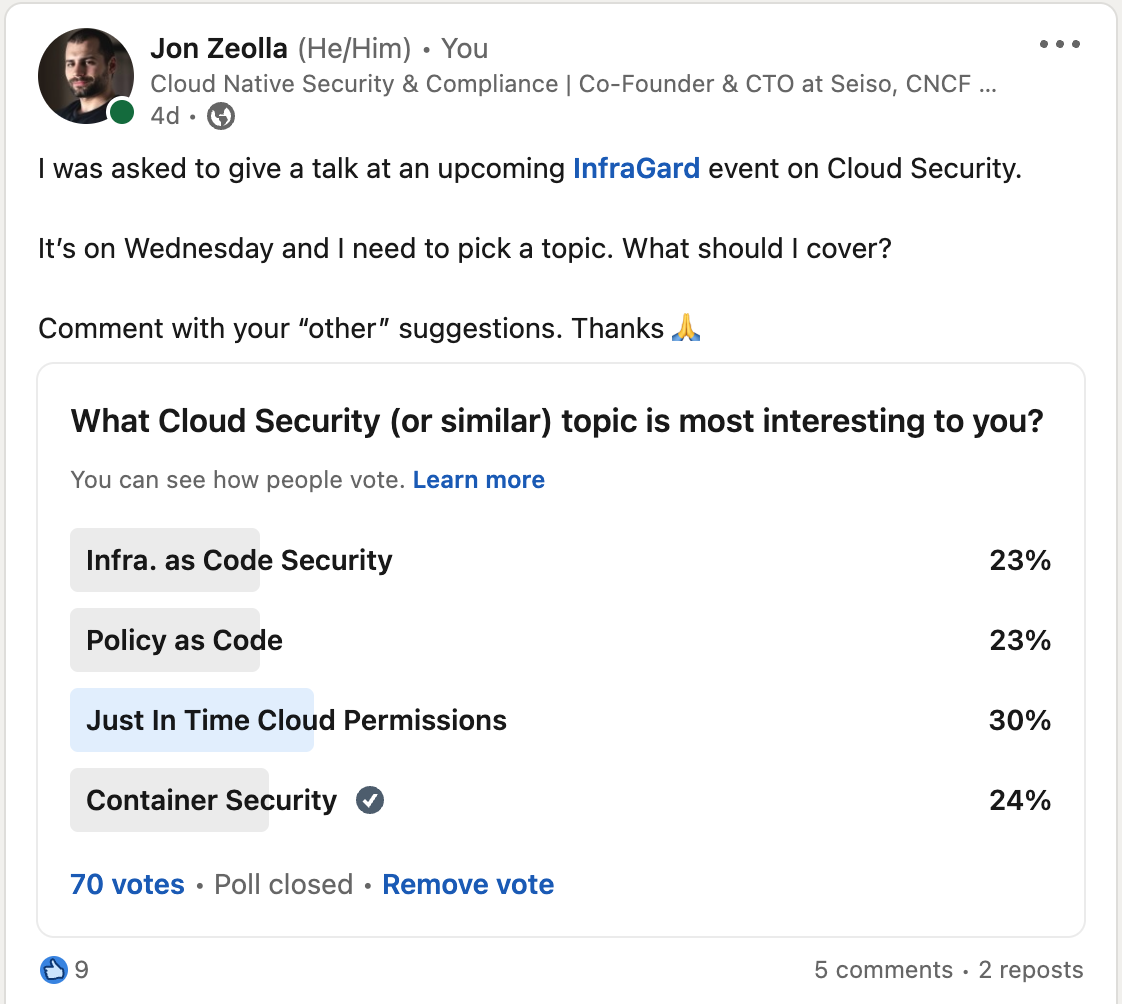 Jon Zeolla (He/Him) • You
Cloud Native Security & Compliance | Co-Founder & CTO at Seiso, CNCF ...
4d •
I was asked to give a talk at an upcoming InfraGard event on Cloud Security.
It’s on Wednesday and I need to pick a topic. What should I cover?
Comment with your “other” suggestions. Thanks 🙏
What Cloud Security (or similar) topic is most interesting to you?
You can see how people vote. Learn more
Infra. as Code Security 23%
Policy as Code 23%
Just In Time Cloud Permissions 30%
Container Security 24%
70 votes • Poll closed • Remove vote
9 5 comments • 2 reposts